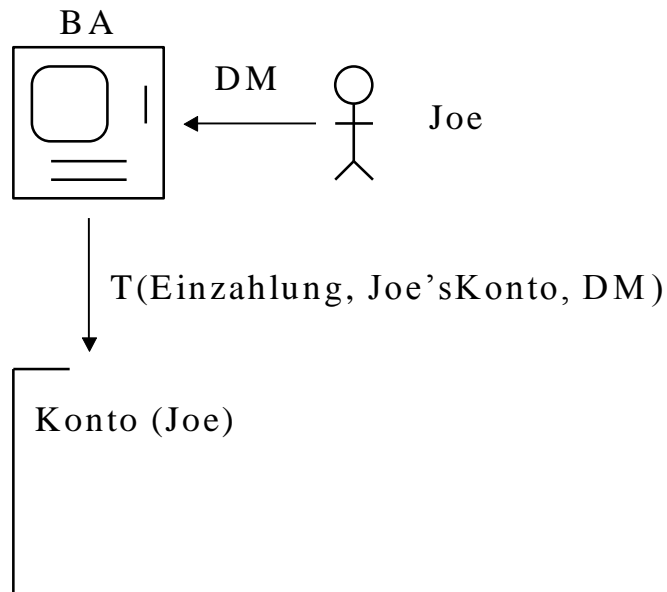 BA
DM
Joe
T(Einzahlung, Joe’sKonto, DM)
Konto (Joe)